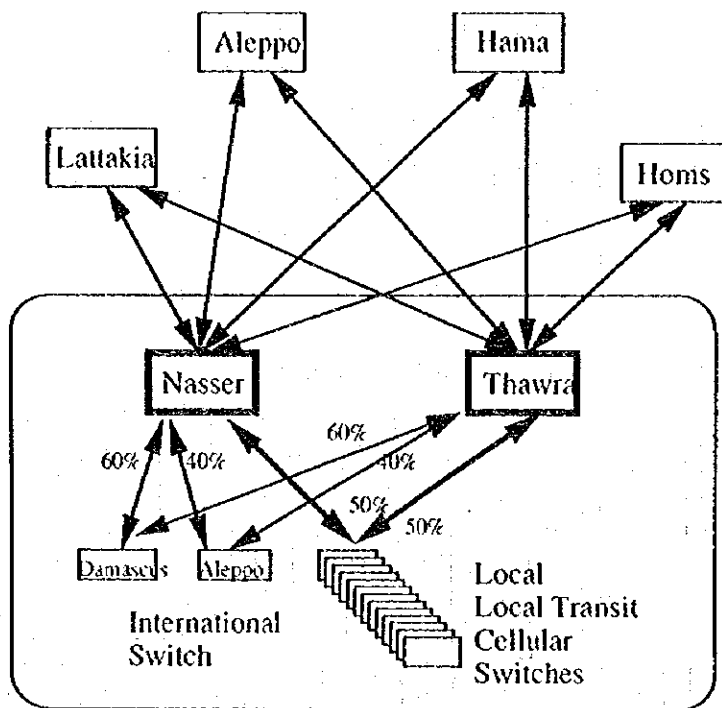 Aleppo
Hama
Lattakia
Homs
Nasser
Thawra
60%
40%
60%
40%
50%
50%
Damascus
Aleppo
International
Switch
Local
Local Transit
Cellular
Switches